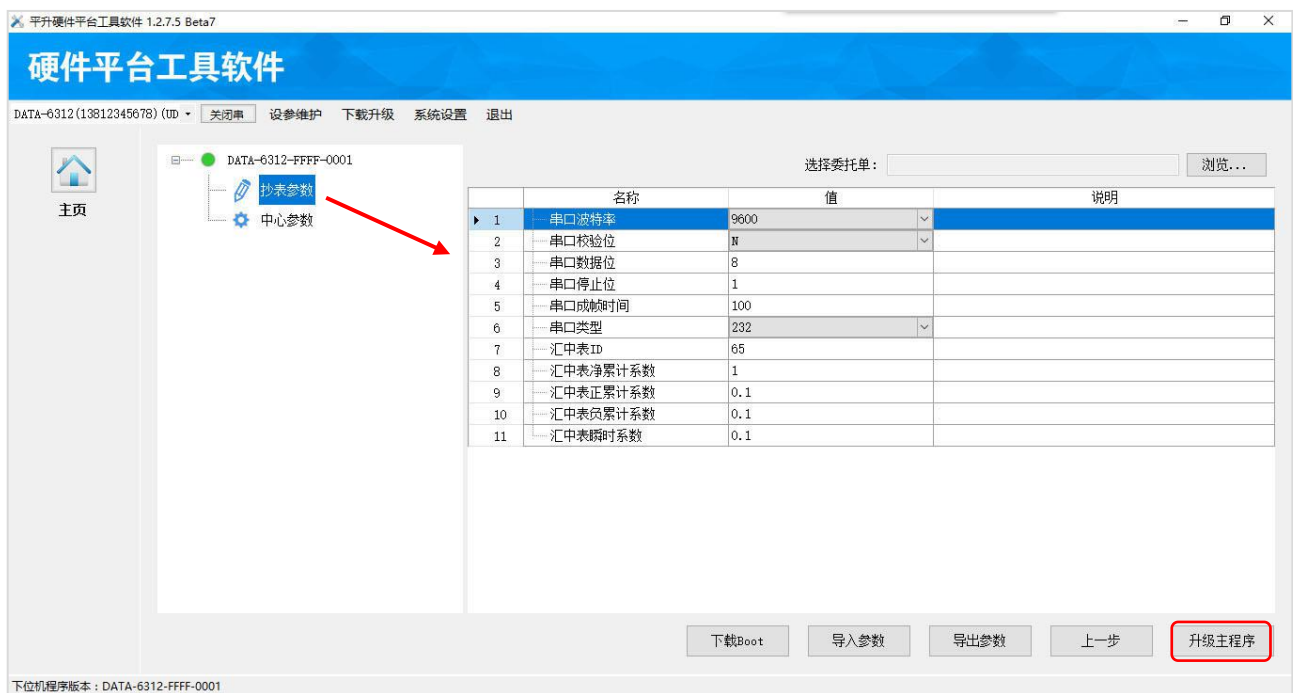 平升硬件平台工具软件 1.2.7.5 Beta7
硬件平台工具软件
DATA-6312(13812345678)(UD 关闭串 设参维护 下载升级 系统设置 退出
主页
DATA-6312-FFFF-0001
抄表参数
中心参数
选择委托单: 浏览...
名称 值 说明
1 串口波特率 9600
2 串口校验位 N
3 串口数据位 8
4 串口停止位 1
5 串口成帧时间 100
6 串口类型 232
7 汇中表ID 65
8 汇中表净累计系数 1
9 汇中表正累计系数 0.1
10 汇中表负累计系数 0.1
11 汇中表瞬时系数 0.1
下载Boot 导入参数 导出参数 上一步 升级主程序
下位机程序版本：DATA-6312-FFFF-0001